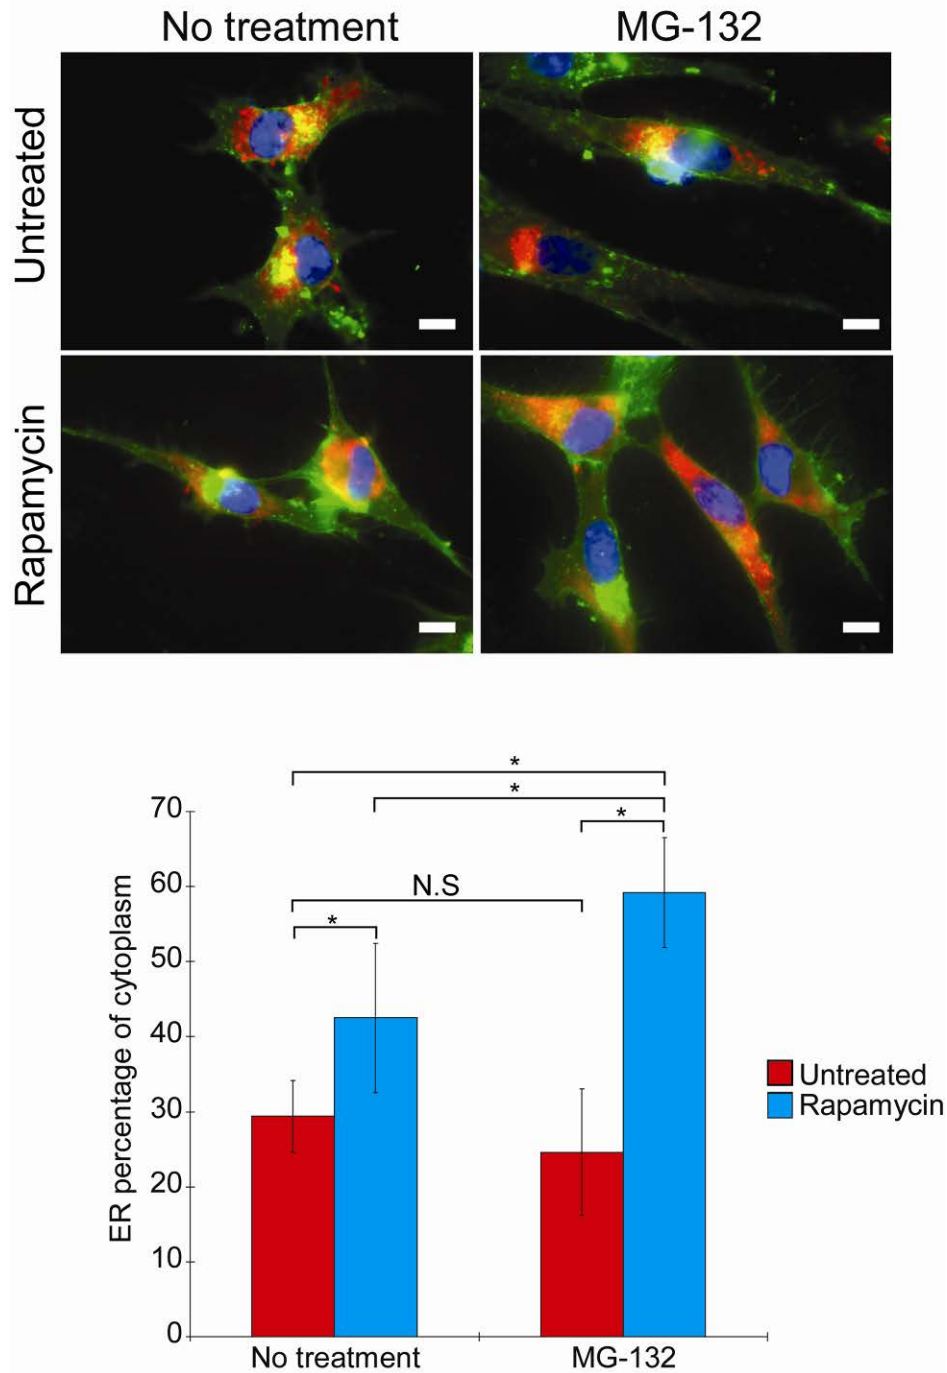 No treatment
MG-132
Untreated
Rapamycin
*
*
*
N.S
*
70
60
50
40
30
20
10
0
ER percentage of cytoplasm
No treatment
MG-132
Untreated
Rapamycin